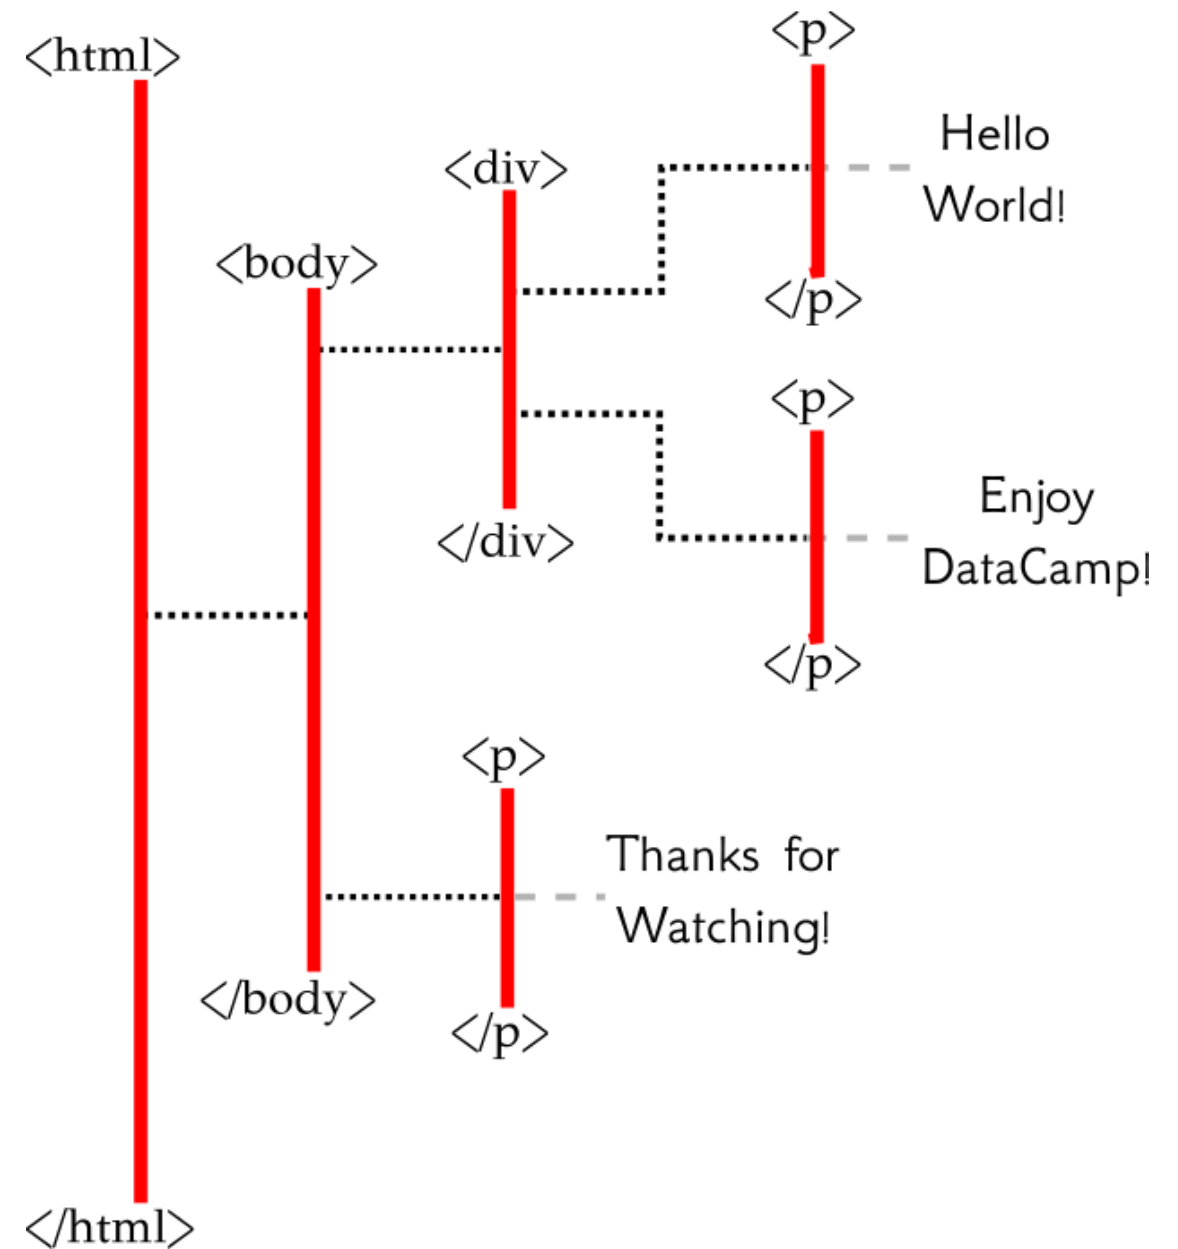 <html>
<body>
<div>
<p>
Hello
World!
</p>
<p>
Enjoy
DataCamp!
</p>
</div>
<p>
Thanks for
Watching!
</p>
</body>
</html>